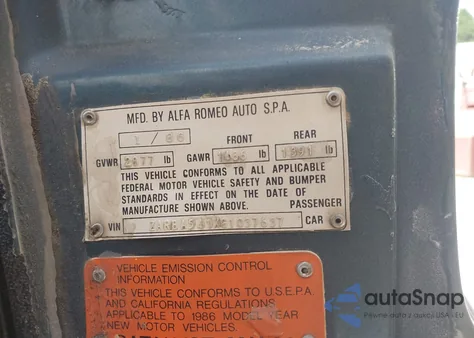 MFD. BY ALFA ROMEO AUTO S.P.A.
1/86 FRONT REAR
GVWR 2877 lb GAWR lb lb
THIS VEHICLE CONFORMS TO ALL APPLICABLE
FEDERAL MOTOR VEHICLE SAFETY AND BUMPER
STANDARDS IN EFFECT ON THE DATE OF
MANUFACTURE SHOWN ABOVE. PASSENGER
VIN CAR
VEHICLE EMISSION CONTROL
INFORMATION
THIS VEHICLE CONFORMS TO U.S.E.P.A
AND CALIFORNIA REGULATIONS
APPLICABLE TO 1986 MODEL YEAR
NEW MOTOR VEHICLES.
autoSnap